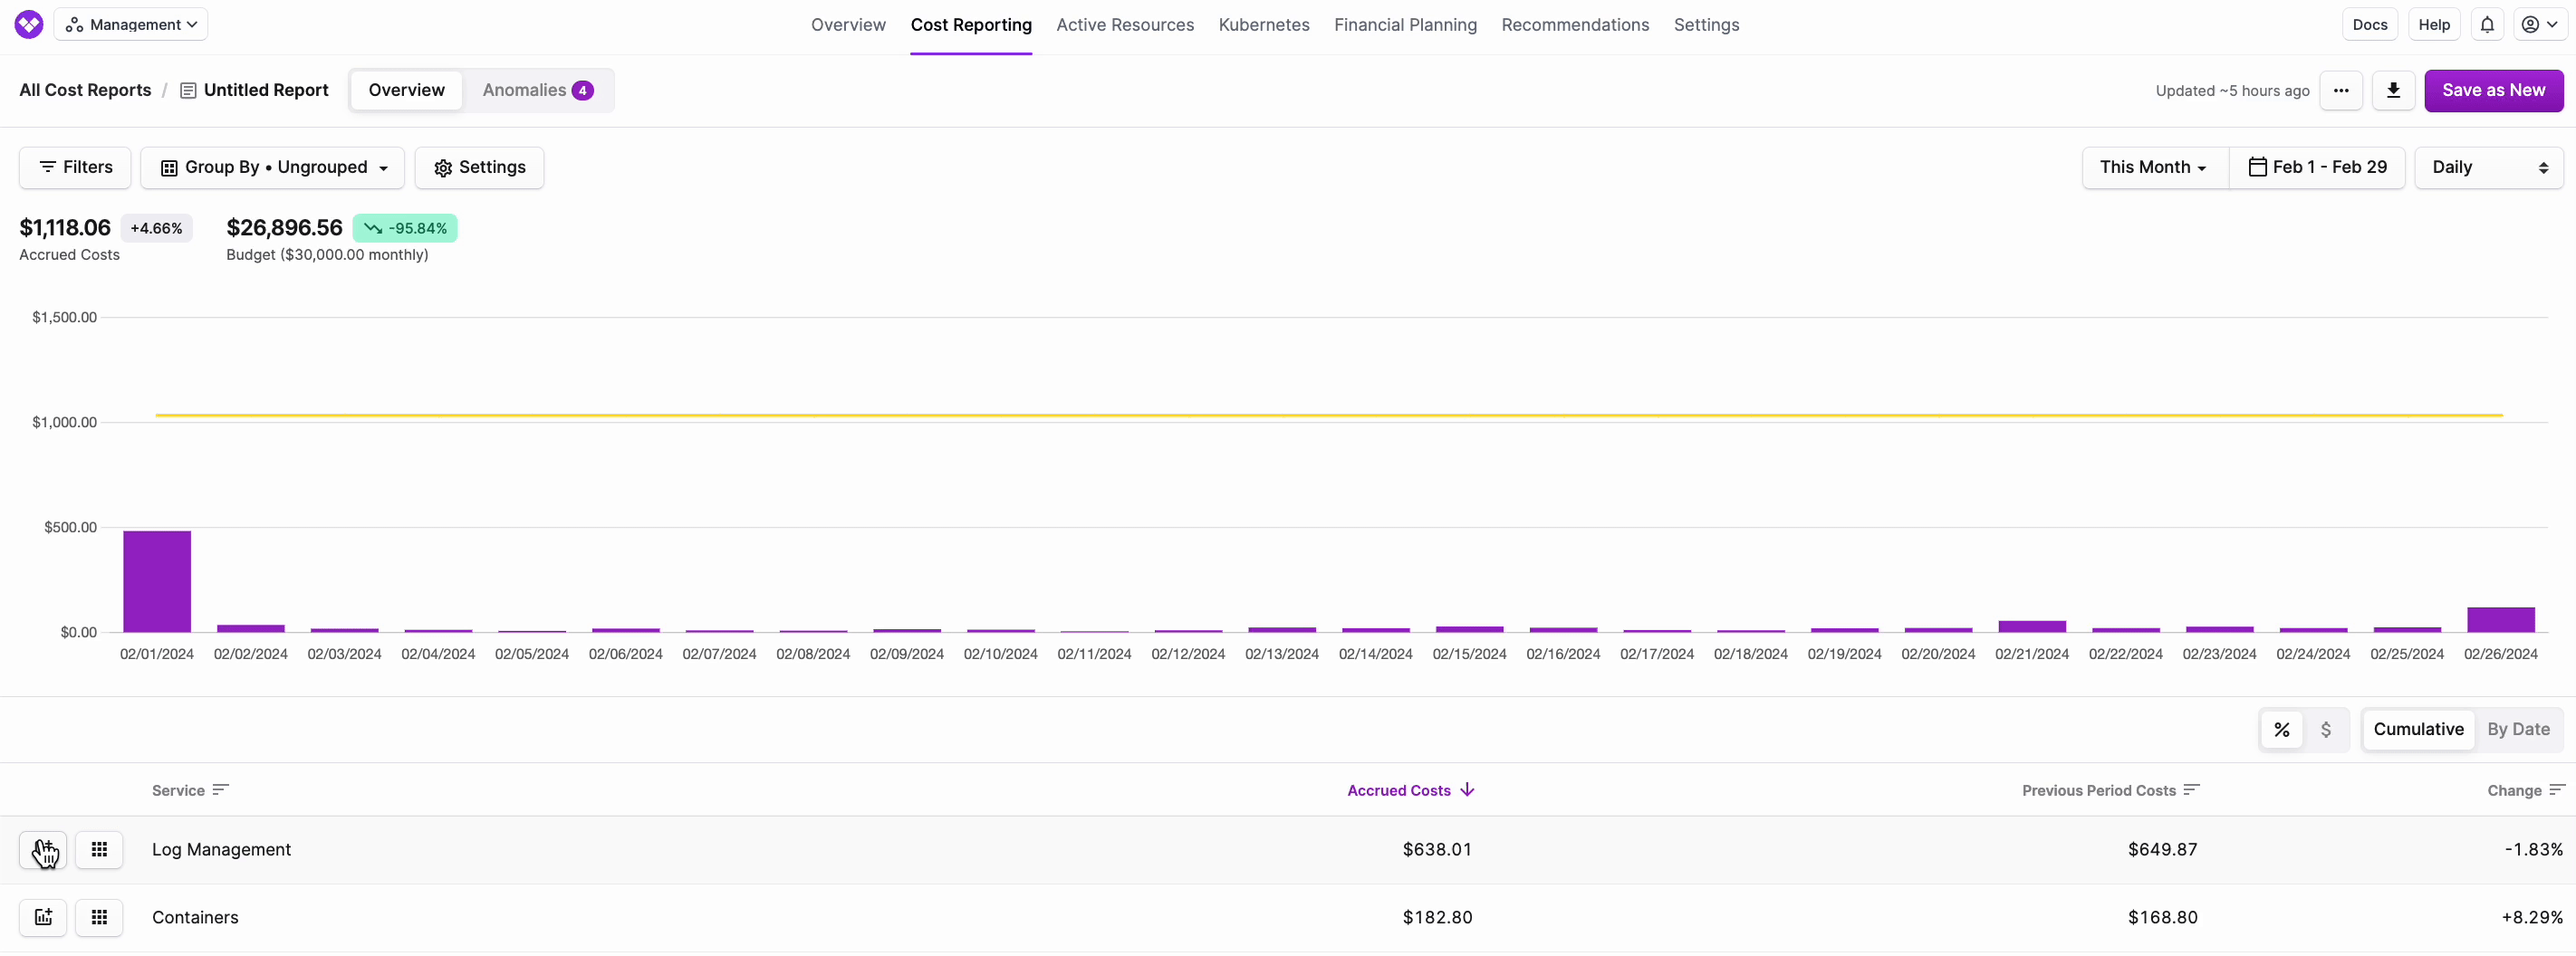 Management Overview Cost Reporting Active Resources Kubernetes Financial Planning Recommendations Settings Docs Help
All Cost Reports / Untitled Report Overview Anomalies 4 Updated ~5 hours ago ... Save as New
Filters Group By • Ungrouped Settings This Month Feb 1 - Feb 29 Daily
$1,118.06 +4.66% $26,896.56 -95.84%
Accrued Costs Budget ($30,000.00 monthly)
$1,500.00
$1,000.00
$500.00
$0.00
02/01/2024 02/02/2024 02/03/2024 02/04/2024 02/05/2024 02/06/2024 02/07/2024 02/08/2024 02/09/2024 02/10/2024 02/11/2024 02/12/2024 02/13/2024 02/14/2024 02/15/2024 02/16/2024 02/17/2024 02/18/2024 02/19/2024 02/20/2024 02/21/2024 02/22/2024 02/23/2024 02/24/2024 02/25/2024 02/26/2024
% $ Cumulative By Date
Service Accrued Costs Previous Period Costs Change
Log Management $638.01 $649.87 -1.83%
Containers $182.80 $168.80 +8.29%